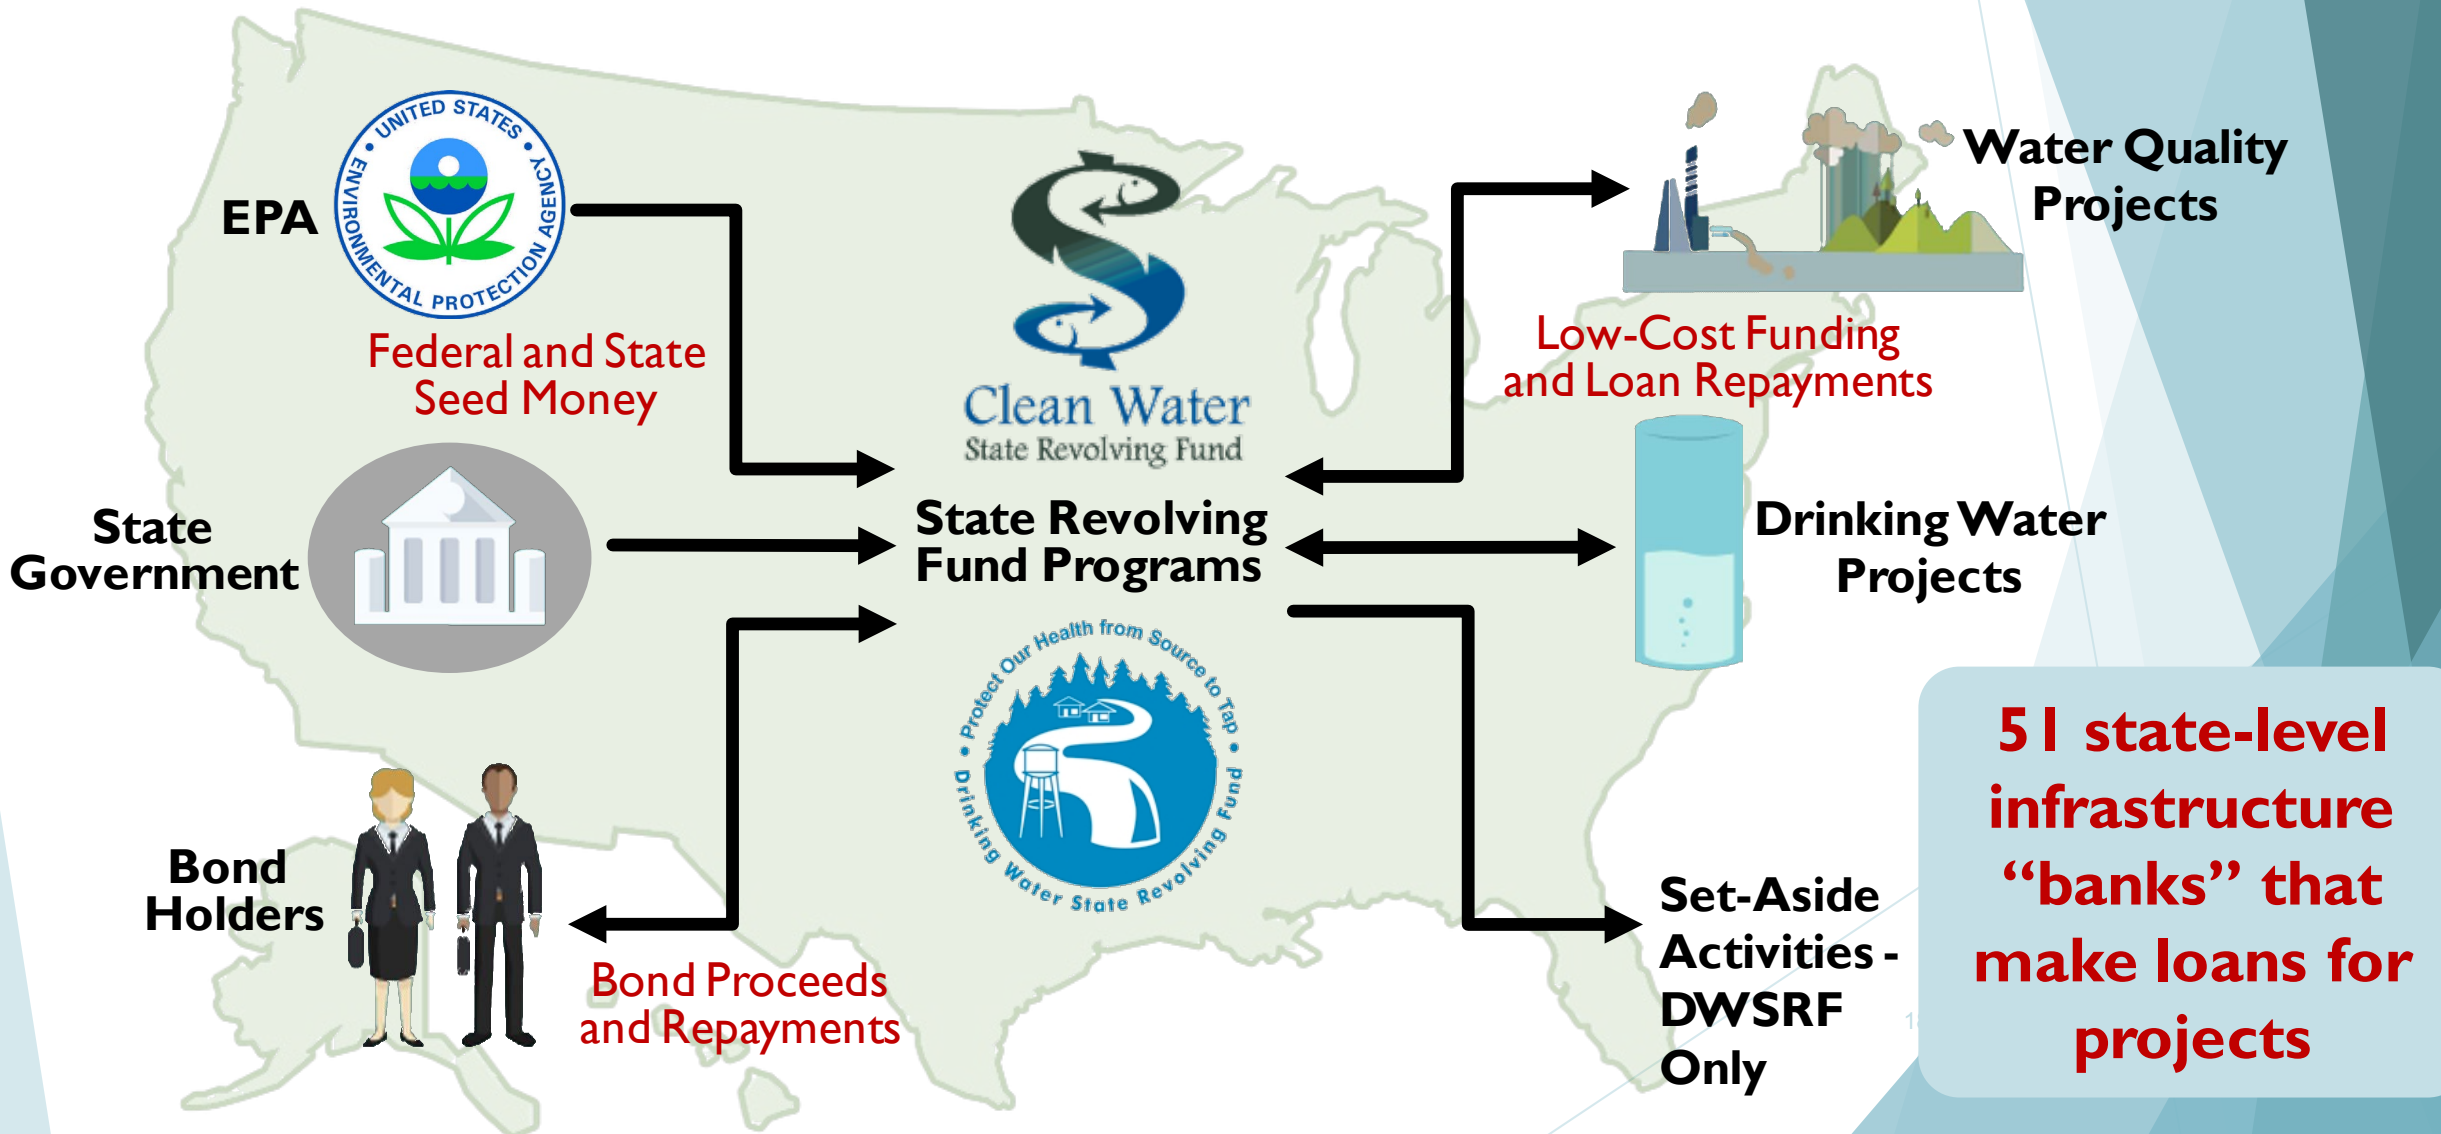 EPA
UNITED STATES
ENVIRONMENTAL PROTECTION AGENCY
Federal and State
Seed Money
State
Government
Bond
Holders
Bond Proceeds
and Repayments
Clean Water
State Revolving Fund
State Revolving
Fund Programs
Protect Our Health from Source to Tap
Drinking Water State Revolving Fund
Water Quality
Projects
Low-Cost Funding
and Loan Repayments
Drinking Water
Projects
Set-Aside
Activities -
DWSRF
Only
51 state-level
infrastructure
“banks” that
make loans for
projects